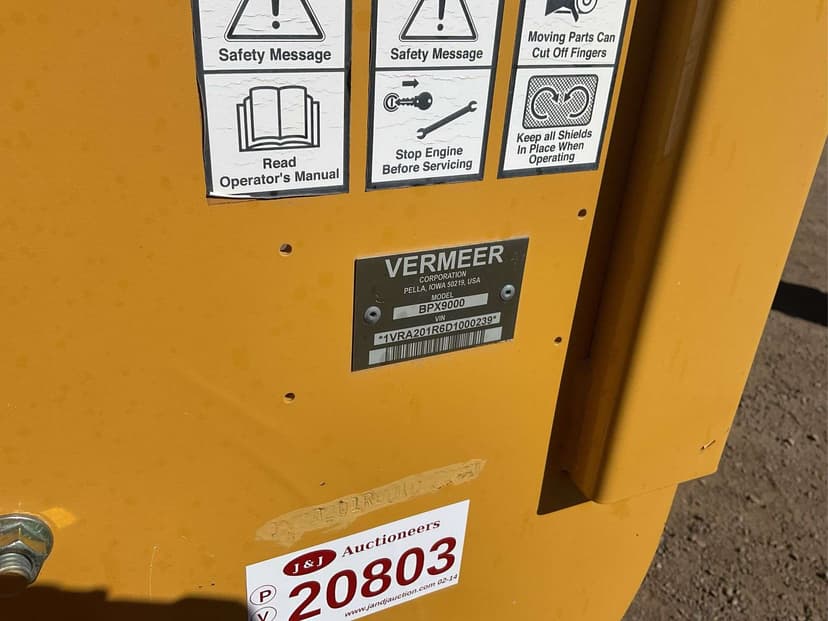 Safety Message
Read
Operator's Manual
Safety Message
Stop Engine
Before Servicing
Moving Parts Can
Cut Off Fingers
Keep all Shields
In Place When
Operating
VERMEER
CORPORATION
PELLA, IOWA 50219, USA
MODEL
BPX9000
VIN
*1VRA201R6D1000239*
J&J Auctioneers
P
V
20803
www.jandjauction.com 02-14